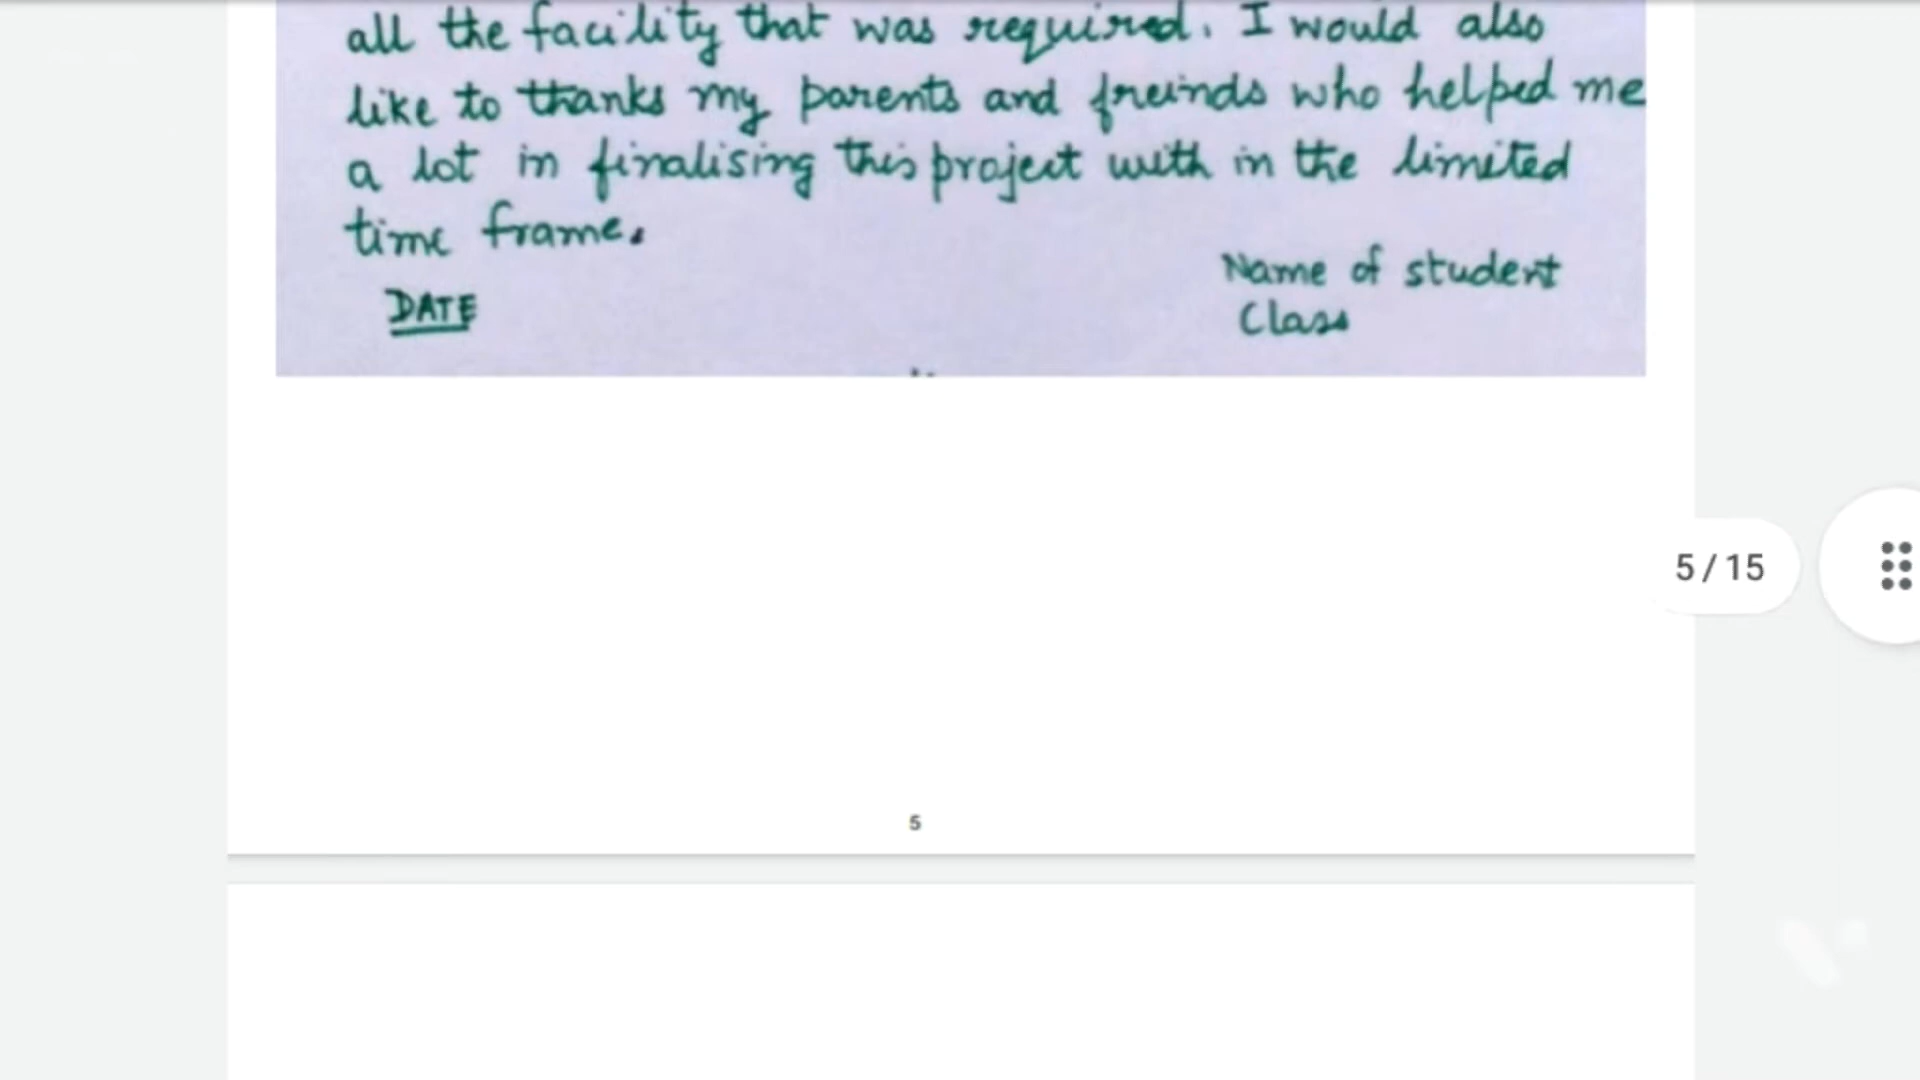 all the facility that was required. I would also
like to thanks my parents and freinds who helped me
a lot in finalising this project with in the limited
time frame.
Name of student
DATE
Class
5 / 15
5